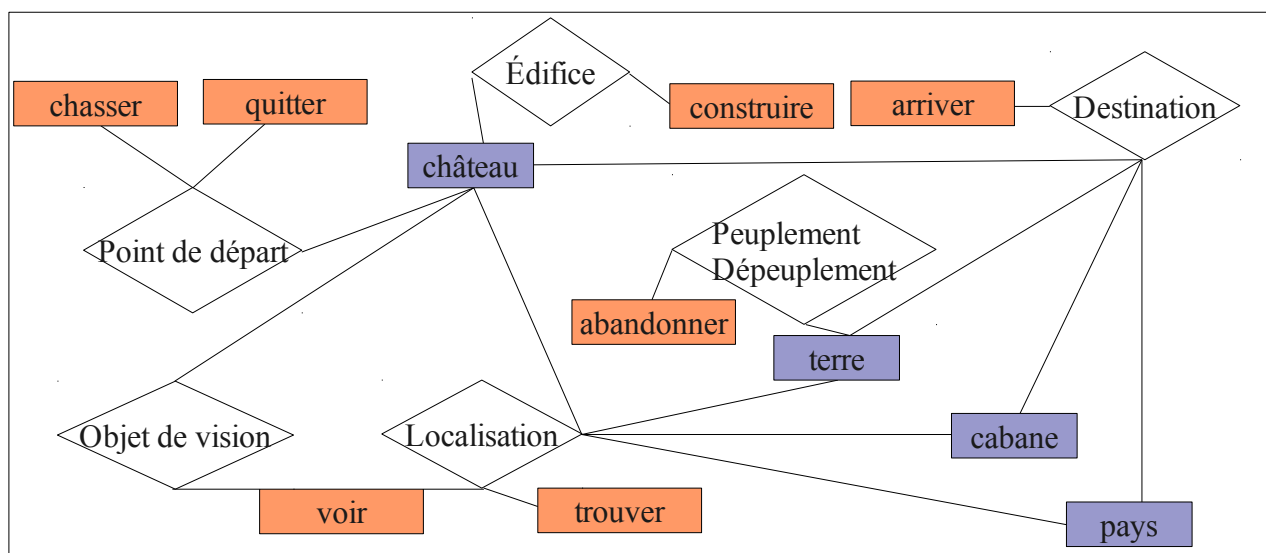 Édifice
chasser
quitter
construire
arriver
Destination
château
Point de départ
Peuplement
Dépeuplement
abandonner
terre
Objet de vision
Localisation
cabane
voir
trouver
pays